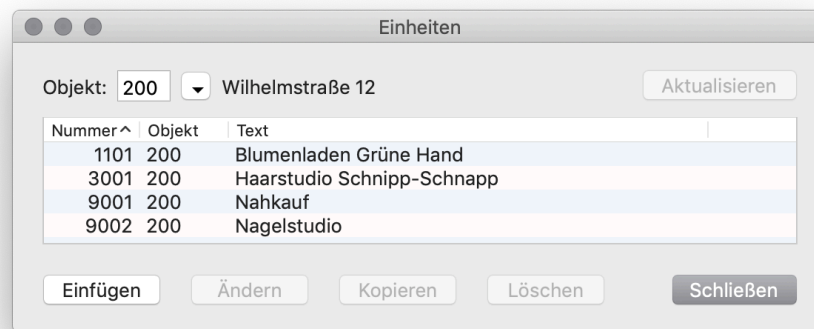 Einheiten
Objekt: 200 Wilhelmstraße 12 Aktualisieren
Nummer Objekt Text
1101 200 Blumenladen Grüne Hand
3001 200 Haarstudio Schnipp-Schnapp
9001 200 Nahkauf
9002 200 Nagelstudio
Einfügen Ändern Kopieren Löschen Schließen